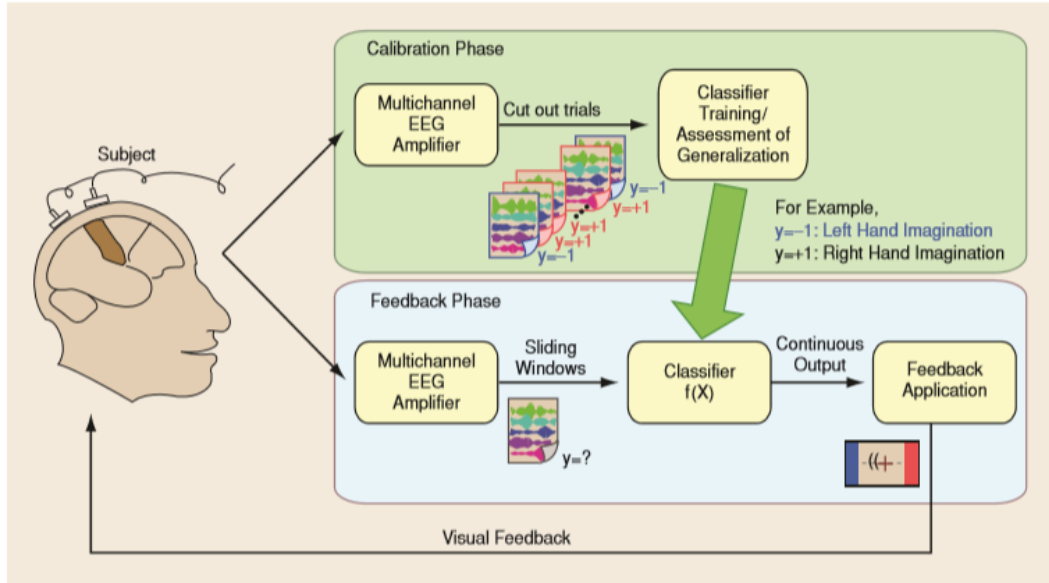 Calibration Phase
Multichannel
EEG
Amplifier
Cut out trials
Classifier
Training/
Assessment of
Generalization
Subject
y=−1
y=+1
y=+1
y=+1
y=−1
For Example,
y=−1: Left Hand Imagination
y=+1: Right Hand Imagination
Feedback Phase
Multichannel
EEG
Amplifier
Sliding
Windows
y=?
Classifier
f(X)
Continuous
Output
Feedback
Application
-((+-
Visual Feedback